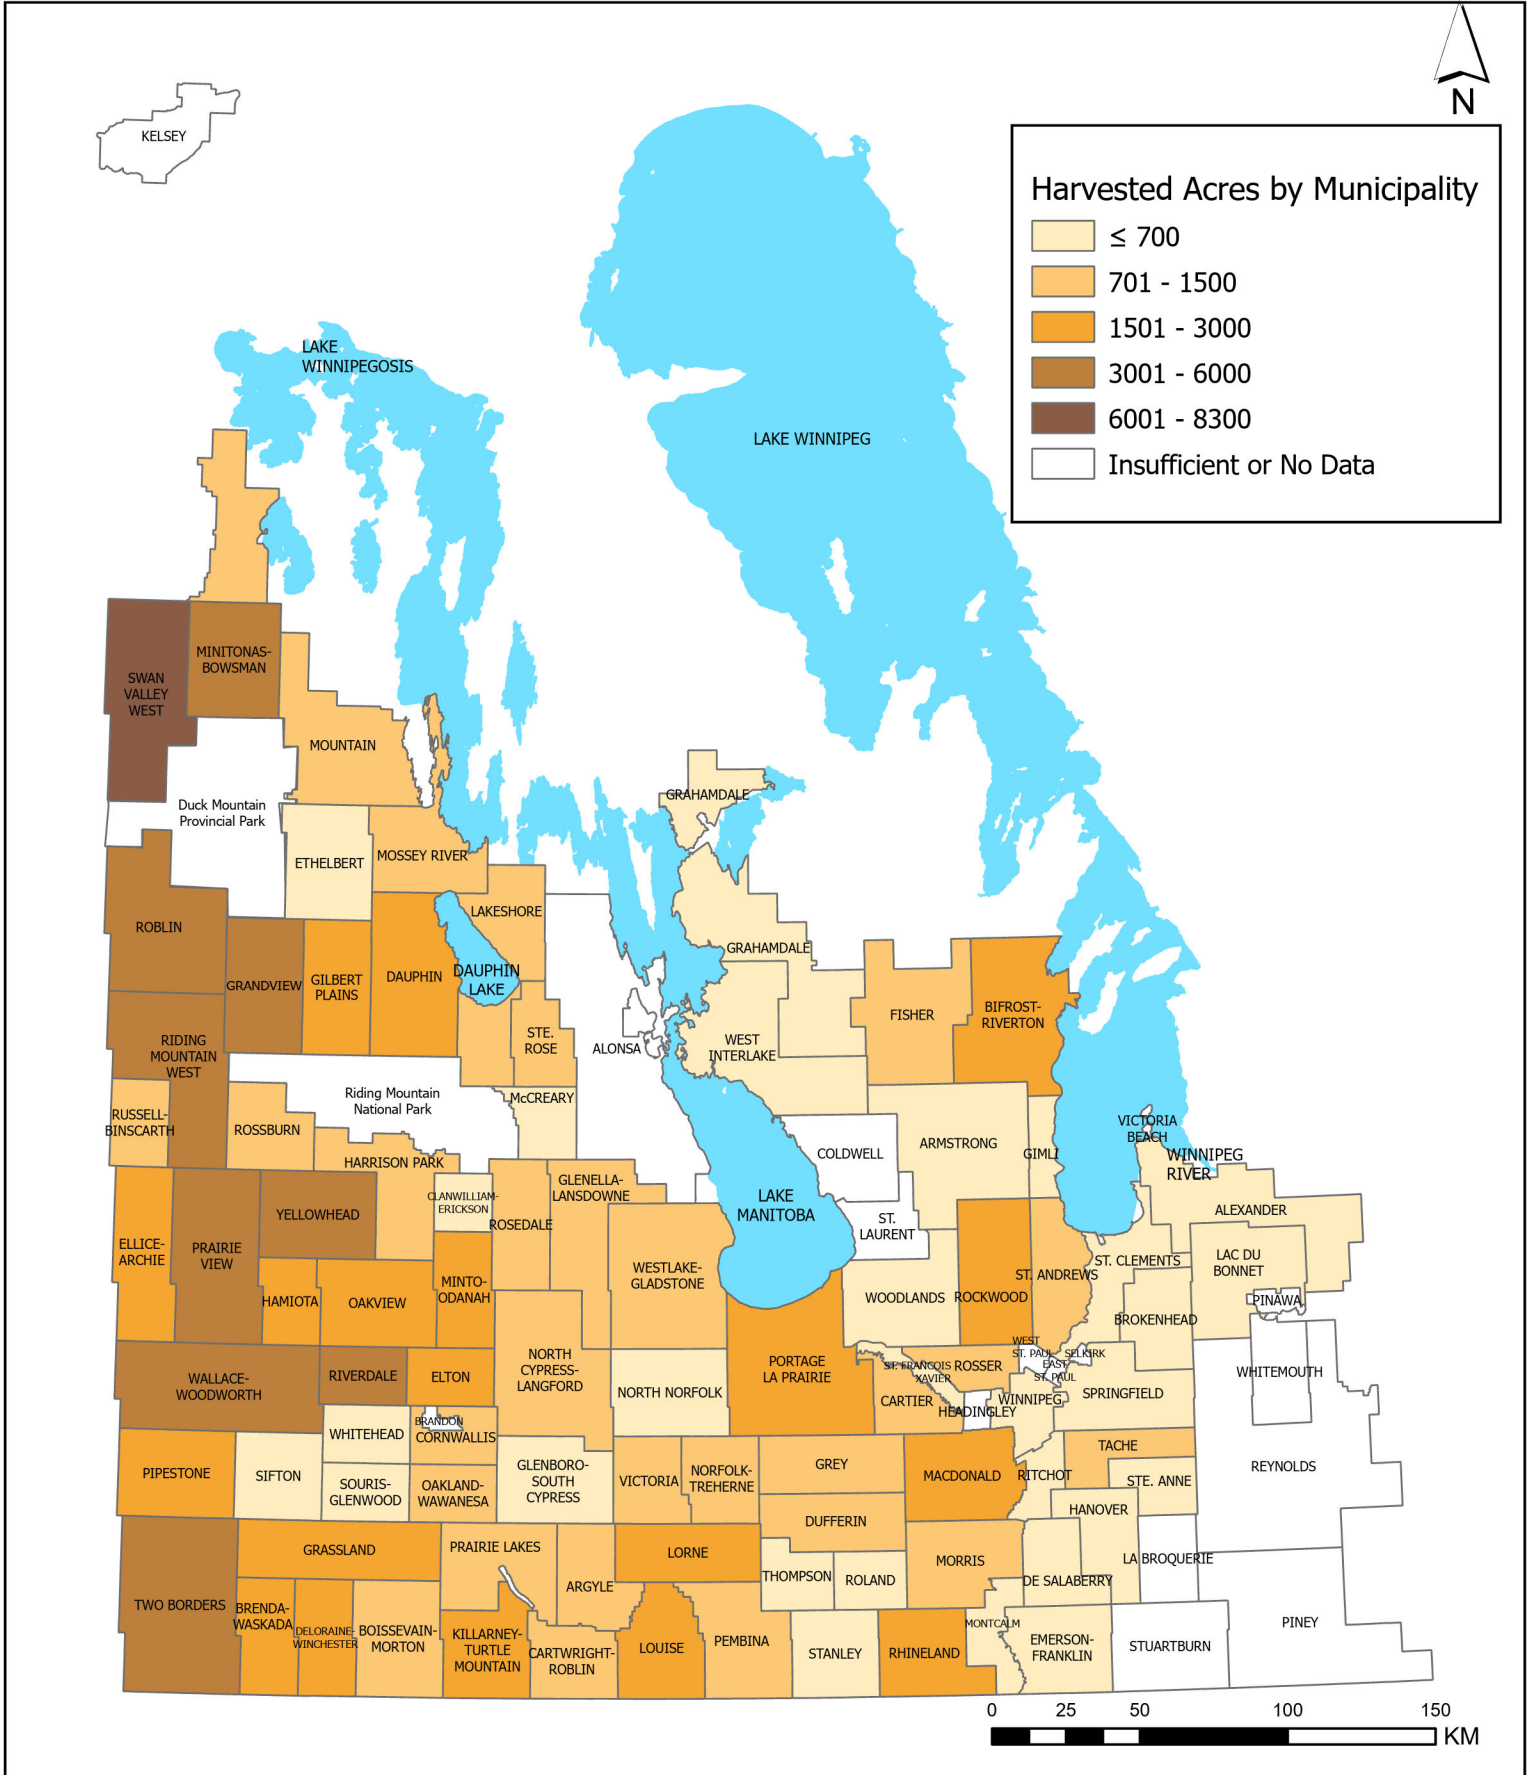 N
KELSEY
Harvested Acres by Municipality
≤ 700
701 - 1500
1501 - 3000
3001 - 6000
6001 - 8300
Insufficient or No Data
LAKE
WINNIPEGOSIS
LAKE WINNIPEG
MINITONAS-
BOWSMAN
SWAN
VALLEY
WEST
MOUNTAIN
Duck Mountain
Provincial Park
GRAHAMDALE
ETHELBERT
MOSSEY RIVER
ROBLIN
LAKESHORE
GRAHAMDALE
GRANDVIEW
GILBERT
PLAINS
DAUPHIN
DAUPHIN
LAKE
FISHER
BIFROST-
RIVERTON
RIDING
MOUNTAIN
WEST
STE.
ROSE
ALONSA
WEST
INTERLAKE
Riding Mountain
National Park
McCREARY
RUSSELL-
BINSCARTH
ROSSBURN
HARRISON PARK
COLDWELL
ARMSTRONG
GIMLI
VICTORIA
BEACH
WINNIPEG
RIVER
CLANWILLIAM-
ERICKSON
GLENELLA-
LANSDOWNE
ROSEDALE
LAKE
MANITOBA
ST.
LAURENT
ALEXANDER
YELLOWHEAD
ELLICE-
ARCHIE
PRAIRIE
VIEW
WESTLAKE-
GLADSTONE
ST. CLEMENTS
LAC DU
BONNET
ST. ANDREWS
HAMIOTA
OAKVIEW
MINTO-
ODANAH
WOODLANDS
ROCKWOOD
PINAWA
BROKENHEAD
WALLACE-
WOODWORTH
RIVERDALE
ELTON
NORTH
CYPRESS-
LANGFORD
NORTH NORFOLK
PORTAGE
LA PRAIRIE
ST. FRANCOIS
XAVIER
ROSSER
WEST
ST. PAUL
SELKIRK
EAST
ST. PAUL
WHITEMOUTH
CARTIER
HEADINGLEY
WINNIPEG
SPRINGFIELD
WHITEHEAD
BRANDON
CORNWALLIS
PIPESTONE
SIFTON
SOURIS-
GLENWOOD
OAKLAND-
WAWANESA
GLENBORO-
SOUTH
CYPRESS
VICTORIA
NORFOLK-
TREHERNE
GREY
MACDONALD
RITCHOT
TACHE
STE. ANNE
REYNOLDS
HANOVER
DUFFERIN
GRASSLAND
PRAIRIE LAKES
LORNE
ARGYLE
THOMPSON
ROLAND
MORRIS
DE SALABERRY
LA BROQUERIE
TWO BORDERS
BRENDA-
WASKADA
DELORAINE-
WINCHESTER
BOISSEVAIN-
MORTON
KILLARNEY-
TURTLE
MOUNTAIN
CARTWRIGHT-
ROBLIN
LOUISE
PEMBINA
STANLEY
RHINELAND
MONTCALM
EMERSON-
FRANKLIN
STUARTBURN
PINEY
0 25 50 100 150
KM